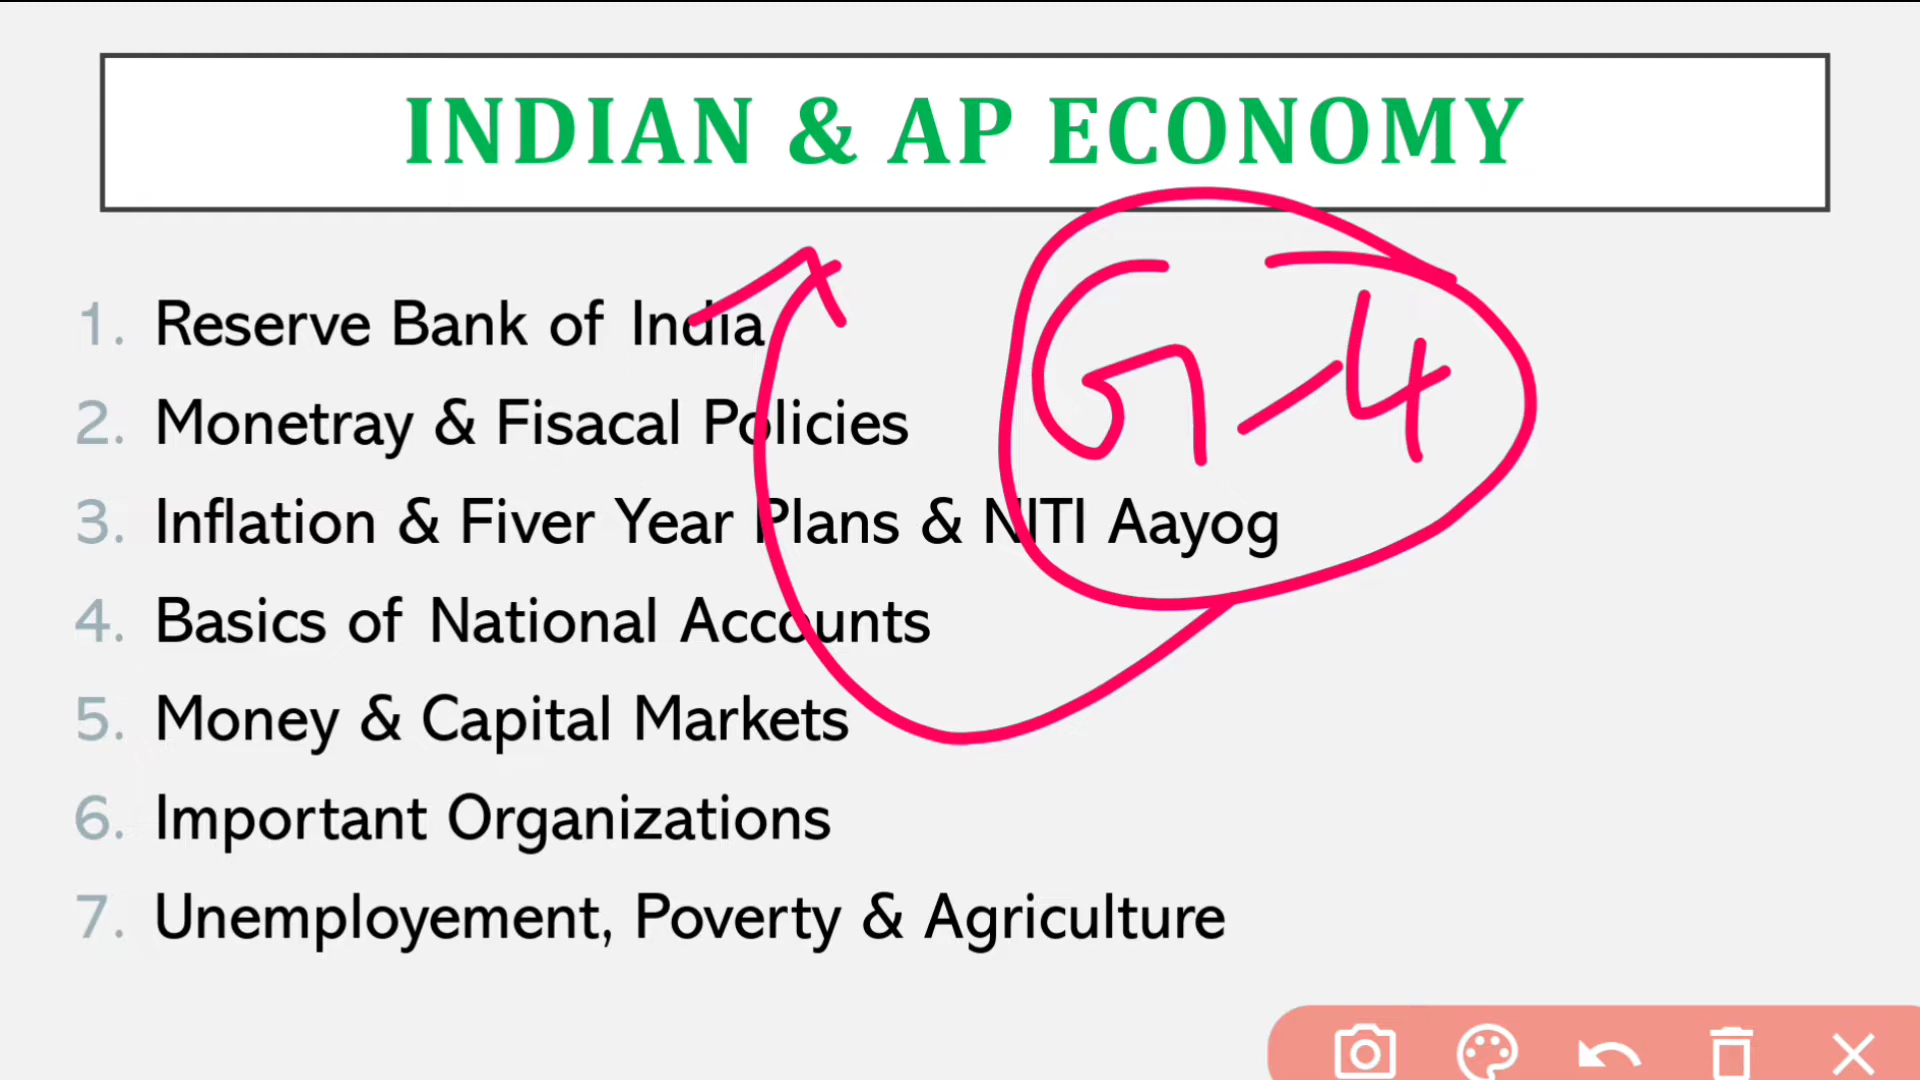 INDIAN & AP ECONOMY
1. Reserve Bank of India
G-4
2. Monetray & Fisacal Policies
3. Inflation & Fiver Year Plans & NITI Aayog
4. Basics of National Accounts
5. Money & Capital Markets
6. Important Organizations
7. Unemployement, Poverty & Agriculture